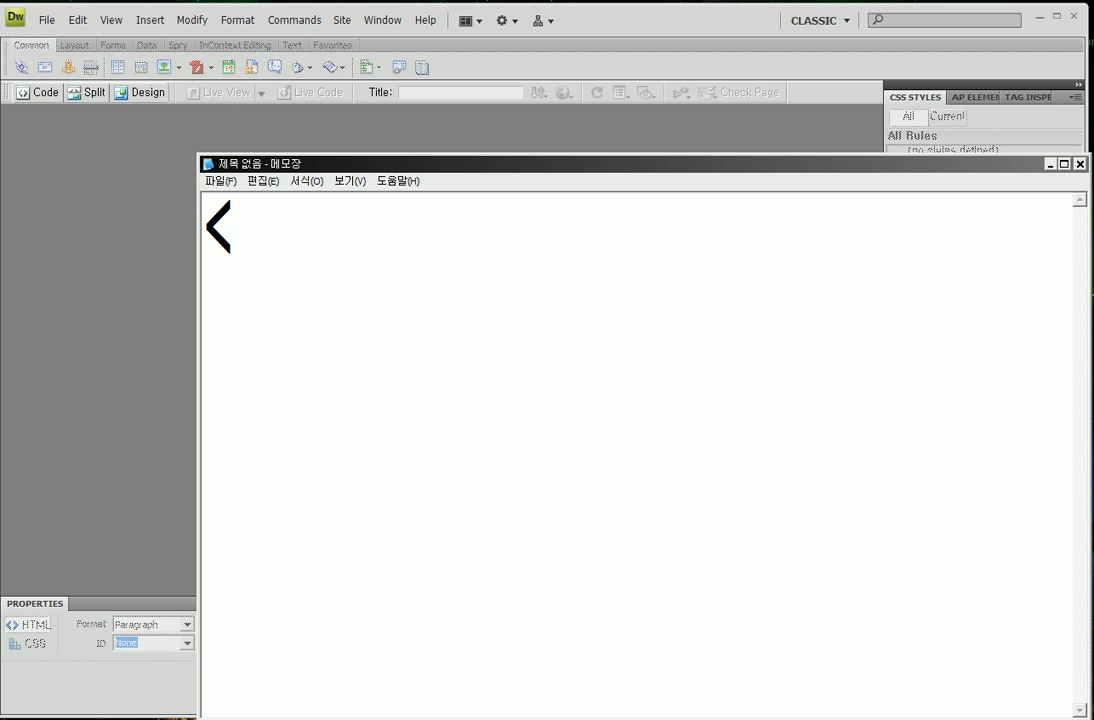 Dw File Edit View Insert Modify Format Commands Site Window Help CLASSIC
Common Layout Forms Data Spry InContext Editing Text Favorites
Code Split Design Live View Live Code Title: Check Page
CSS STYLES AP ELEMEN TAG INSPE
All Current
All Rules
(no styles defined)
제목 없음 - 메모장
파일(F) 편집(E) 서식(O) 보기(V) 도움말(H)
<
PROPERTIES
HTML Format Paragraph
CSS ID None